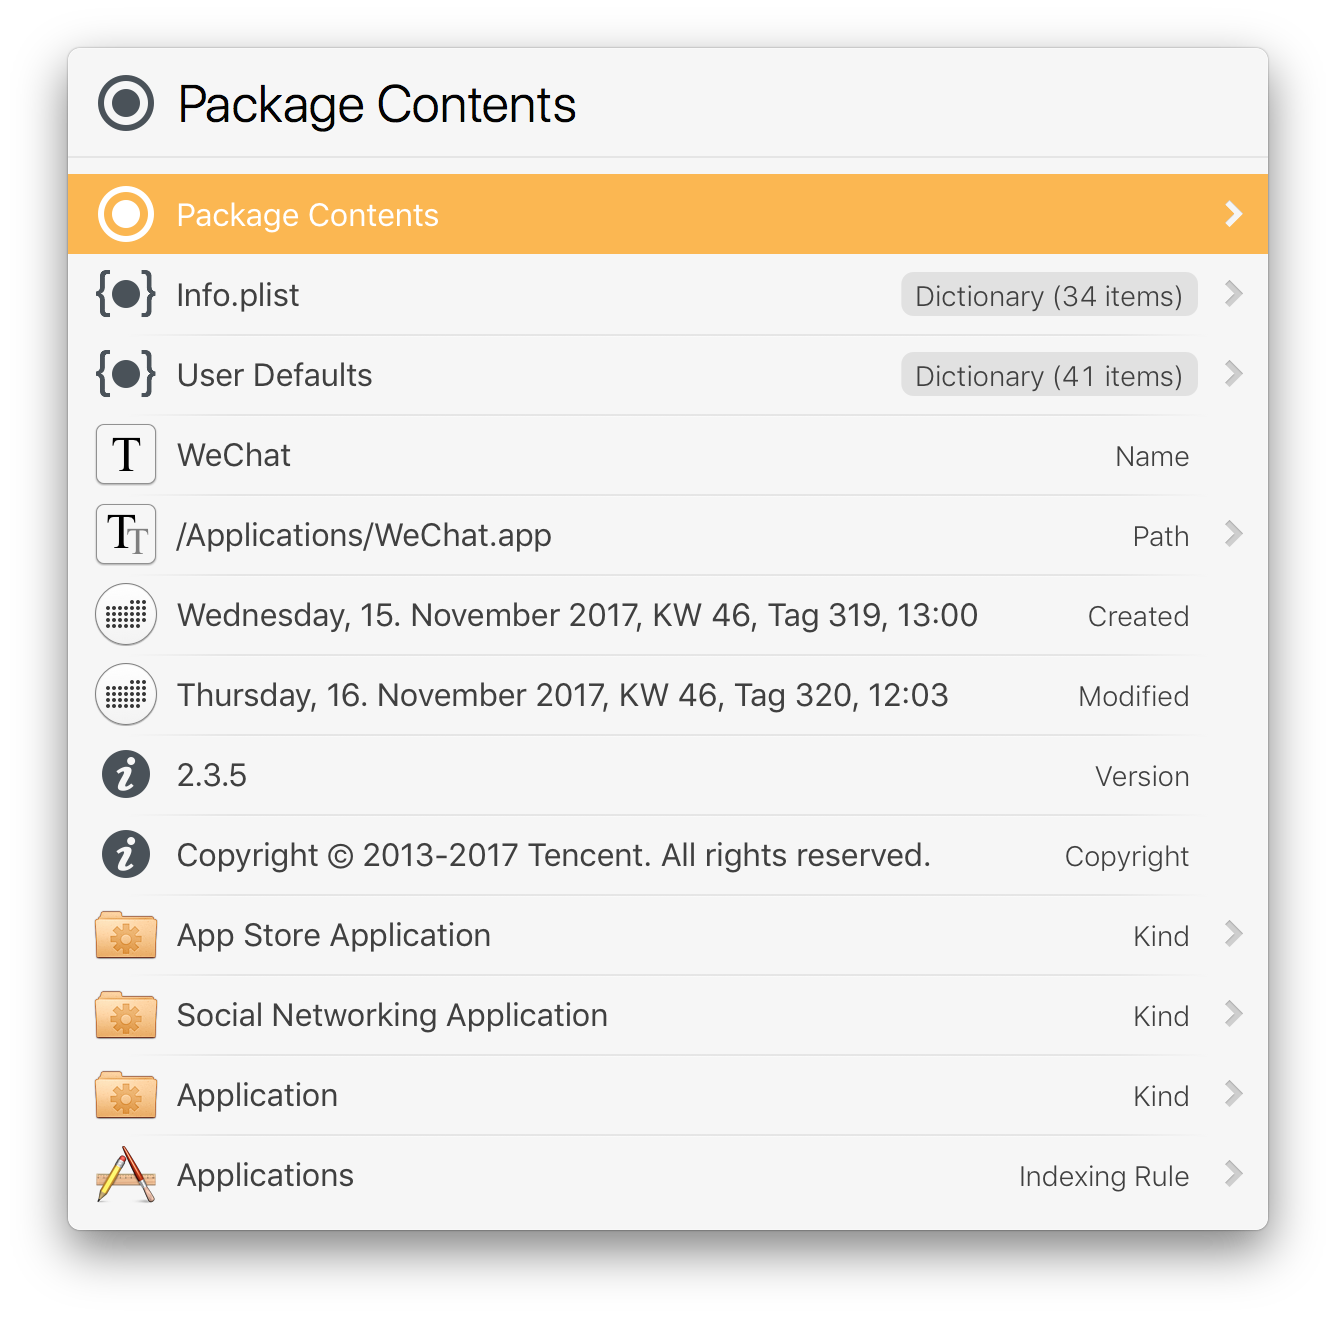 Package Contents
Package Contents
Info.plist Dictionary (34 items)
User Defaults Dictionary (41 items)
WeChat Name
/Applications/WeChat.app Path
Wednesday, 15. November 2017, KW 46, Tag 319, 13:00 Created
Thursday, 16. November 2017, KW 46, Tag 320, 12:03 Modified
2.3.5 Version
Copyright © 2013-2017 Tencent. All rights reserved. Copyright
App Store Application Kind
Social Networking Application Kind
Application Kind
Applications Indexing Rule